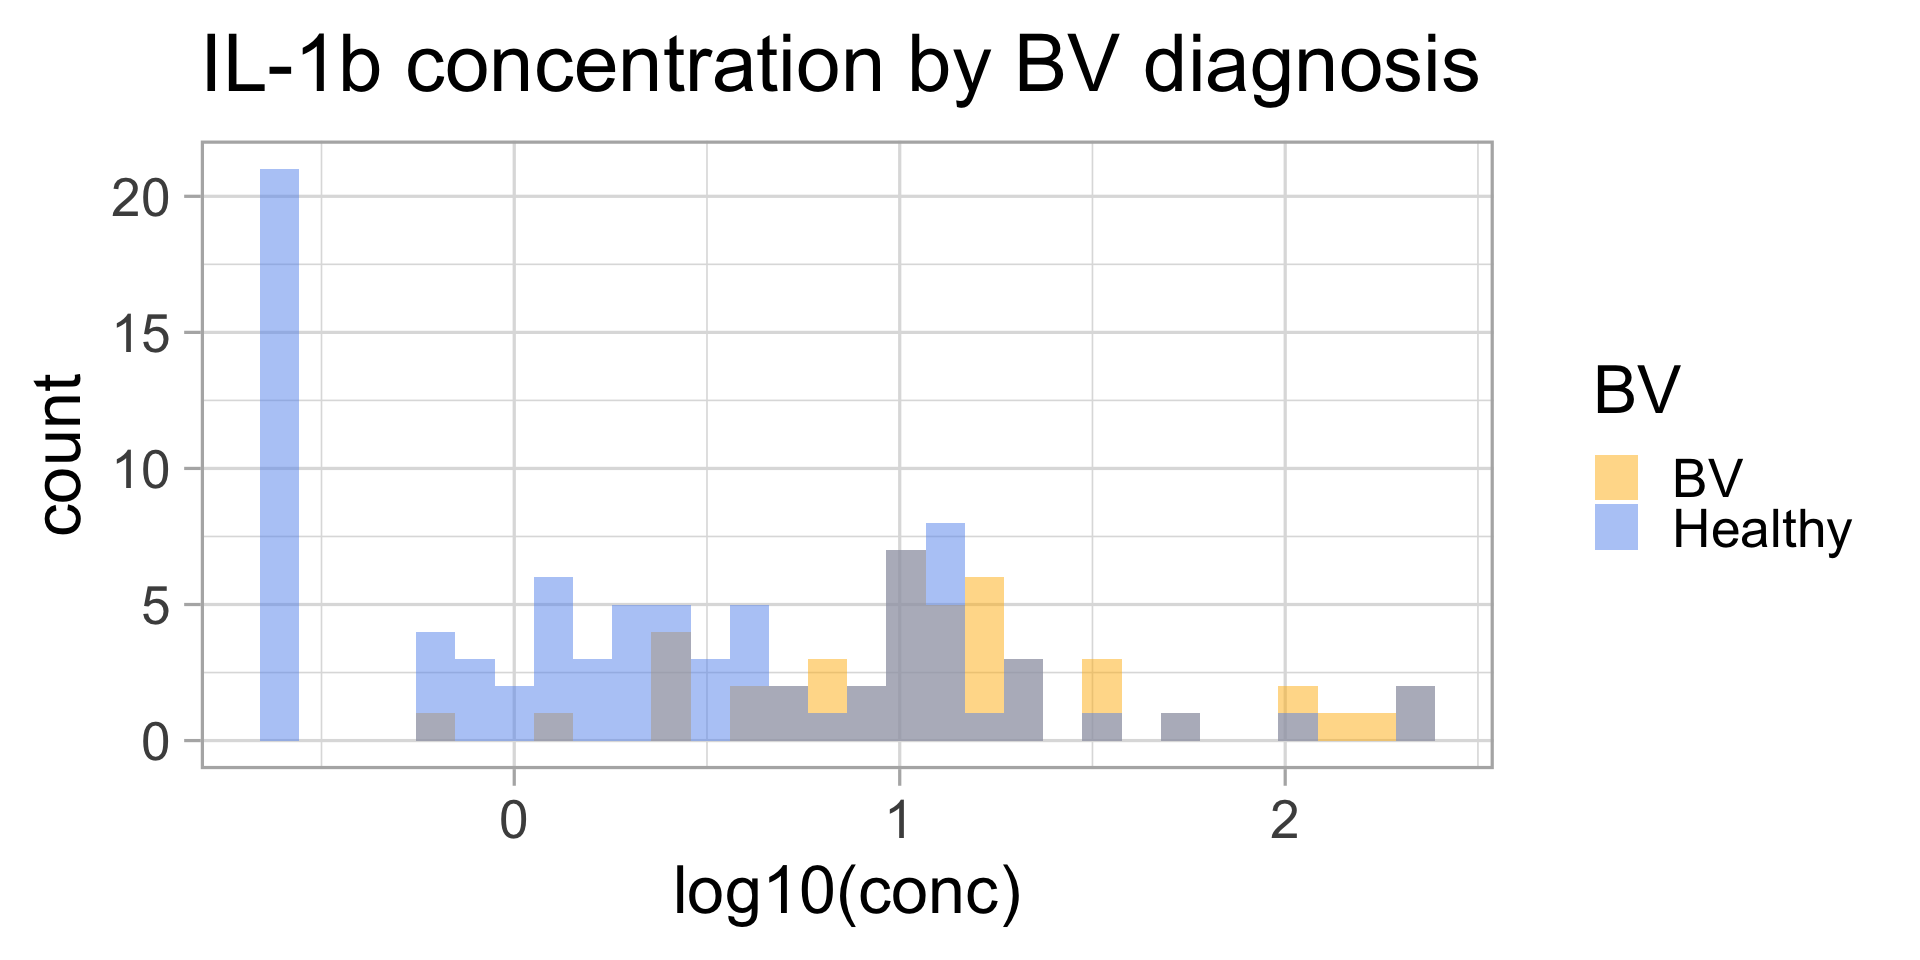 IL-1b concentration by BV diagnosis
20
15
10
5
0
count
0 1 2
log10(conc)
BV
BV
Healthy